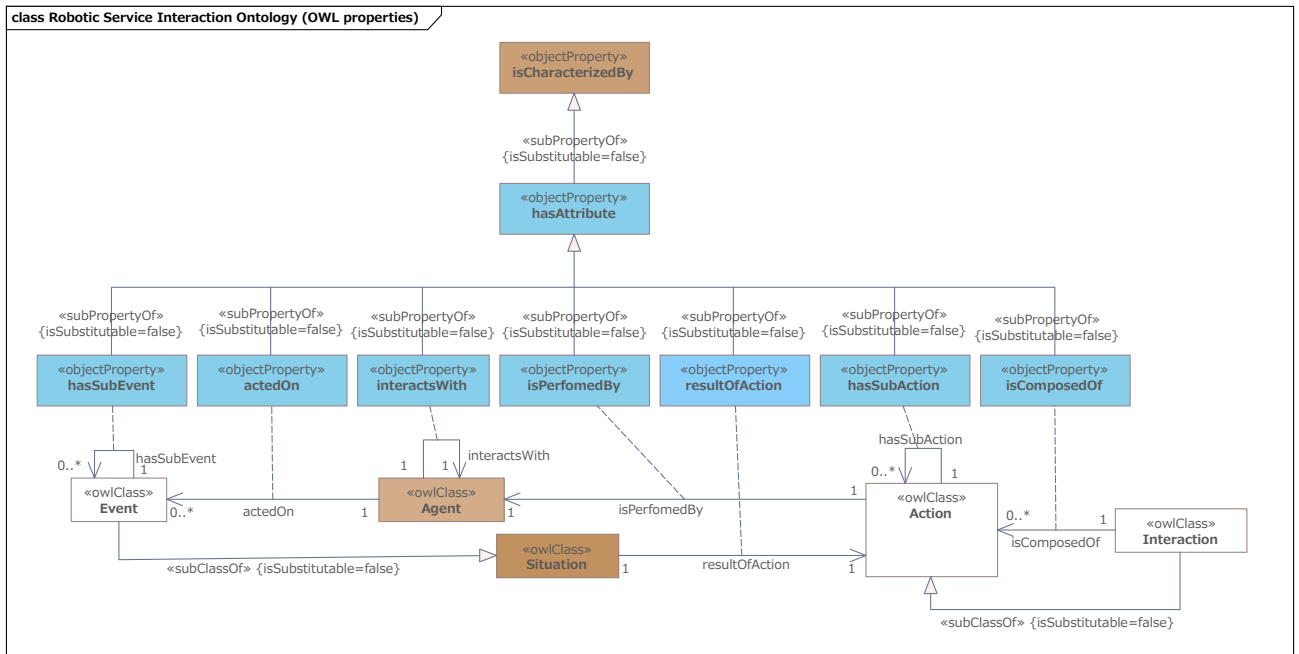 class Robotic Service Interaction Ontology (OWL properties)
«objectProperty»
isCharacterizedBy
«subPropertyOf»
{isSubstitutable=false}
«objectProperty»
hasAttribute
«subPropertyOf»
{isSubstitutable=false}
«subPropertyOf»
{isSubstitutable=false}
«subPropertyOf»
{isSubstitutable=false}
«subPropertyOf»
{isSubstitutable=false}
«subPropertyOf»
{isSubstitutable=false}
«subPropertyOf»
{isSubstitutable=false}
«subPropertyOf»
{isSubstitutable=false}
«objectProperty»
hasSubEvent
«objectProperty»
actedOn
«objectProperty»
interactsWith
«objectProperty»
isPerfomedBy
«objectProperty»
resultOfAction
«objectProperty»
hasSubAction
«objectProperty»
isComposedOf
hasSubEvent
0..*
1
1
1
interactsWith
hasSubAction
0..*
1
«owlClass»
Event
0..*
actedOn
1
«owlClass»
Agent
1
isPerfomedBy
1
«owlClass»
Action
0..*
isComposedOf
1
«owlClass»
Interaction
«subClassOf» {isSubstitutable=false}
«owlClass»
Situation
1
resultOfAction
1
«subClassOf» {isSubstitutable=false}